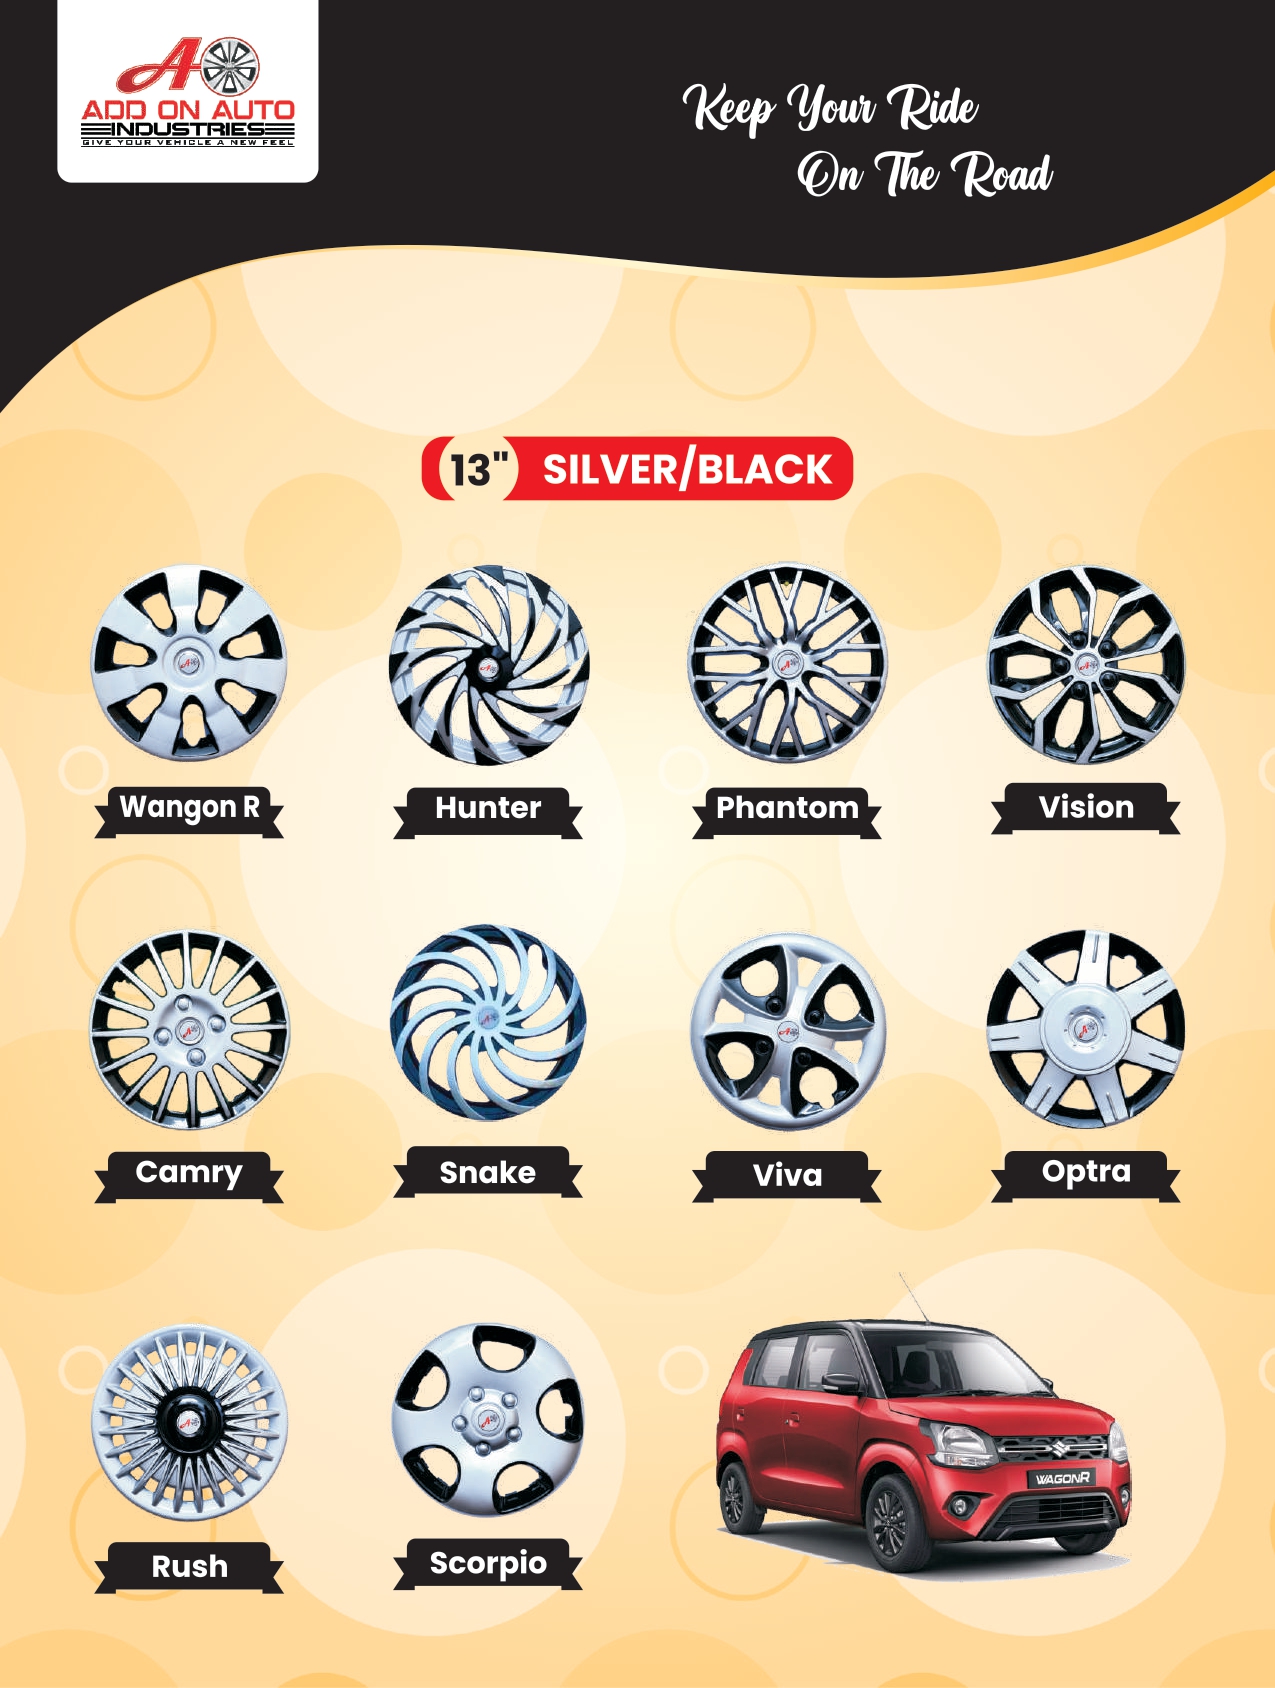 A
ADD ON AUTO
INDUSTRIES
GIVE YOUR VEHICLE A NEW FEEL
Keep Your Ride
On The Road
13" SILVER/BLACK
Wangon R
Hunter
Phantom
Vision
Camry
Snake
Viva
Optra
WAGONR
Rush
Scorpio